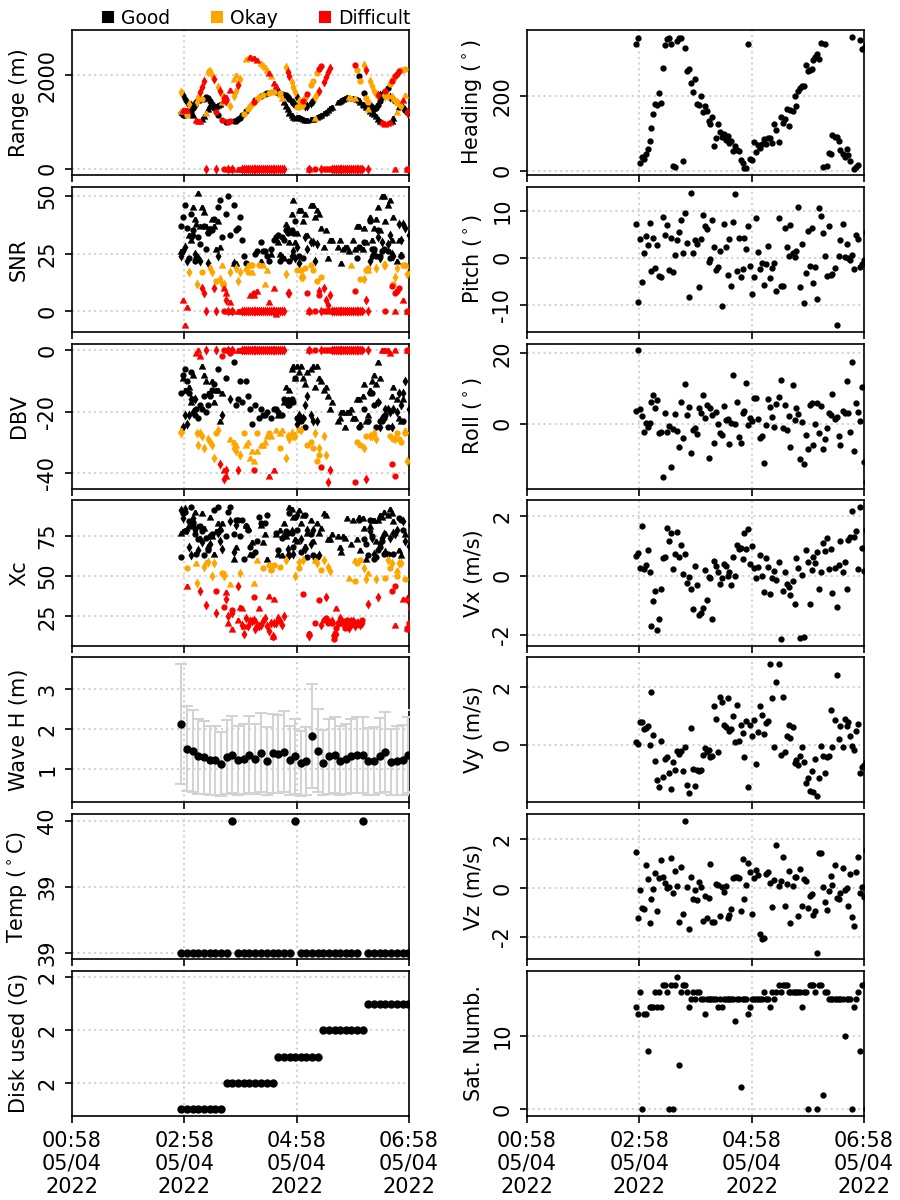 Good Okay Difficult
Range (m)
2000
0
Heading (°)
200
0
SNR
50
25
0
Pitch (°)
10
0
-10
DBV
0
-20
-40
Roll (°)
20
0
Xc
75
50
25
Vx (m/s)
2
0
-2
Wave H (m)
3
2
1
Vy (m/s)
2
0
Temp (°C)
40
39
39
Vz (m/s)
2
0
-2
Disk used (G)
2
2
2
Sat. Numb.
10
0
00:58 02:58 04:58 06:58 00:58 02:58 04:58 06:58
05/04 05/04 05/04 05/04 05/04 05/04 05/04 05/04
2022 2022 2022 2022 2022 2022 2022 2022